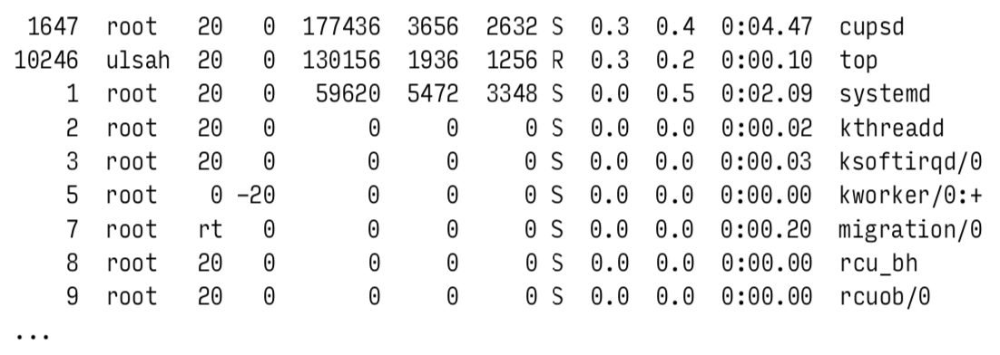 1647 root 20 0 177436 3656 2632 S 0.3 0.4 0:04.47 cupsd
10246 ulsah 20 0 130156 1936 1256 R 0.3 0.2 0:00.10 top
1 root 20 0 59620 5472 3348 S 0.0 0.5 0:02.09 systemd
2 root 20 0 0 0 0 S 0.0 0.0 0:00.02 kthreadd
3 root 20 0 0 0 0 S 0.0 0.0 0:00.03 ksoftirqd/0
5 root 0 -20 0 0 0 S 0.0 0.0 0:00.00 kworker/0:+
7 root rt 0 0 0 0 S 0.0 0.0 0:00.20 migration/0
8 root 20 0 0 0 0 S 0.0 0.0 0:00.00 rcu_bh
9 root 20 0 0 0 0 S 0.0 0.0 0:00.00 rcuob/0
...